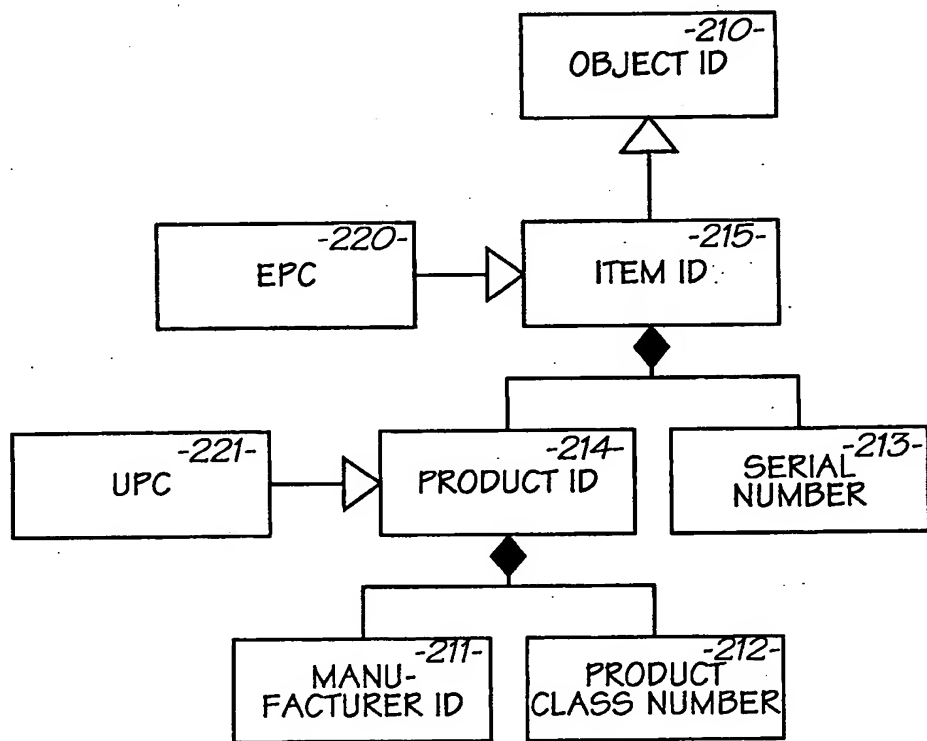 -210-
OBJECT ID
-220-
EPC
-215-
ITEM ID
-221-
UPC
-214-
PRODUCT ID
-213-
SERIAL
NUMBER
-211-
MANU-
FACTURER ID
-212-
PRODUCT
CLASS NUMBER